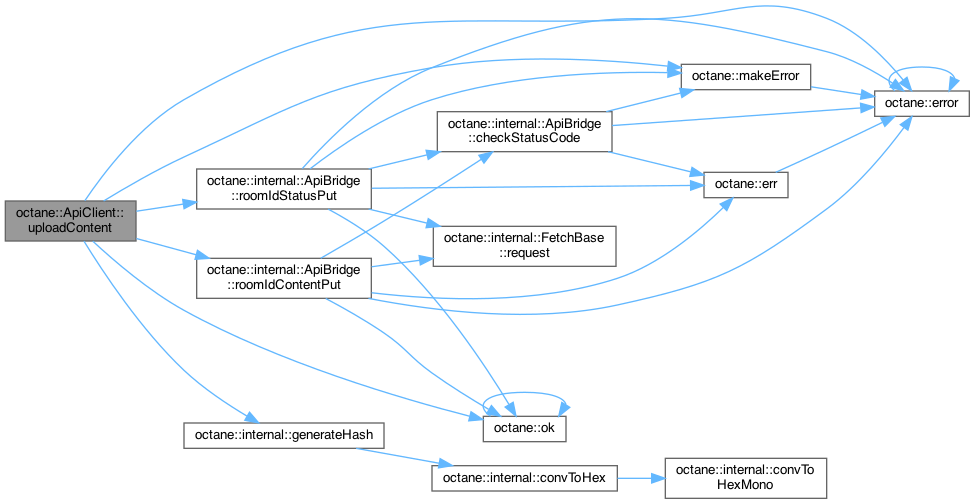 octane::ApiClient::
uploadContent
octane::internal::ApiBridge
::roomIdStatusPut
octane::internal::ApiBridge
::roomIdContentPut
octane::internal::generateHash
octane::internal::ApiBridge
::checkStatusCode
octane::internal::FetchBase
::request
octane::ok
octane::internal::convToHex
octane::makeError
octane::err
octane::internal::convTo
HexMono
octane::error